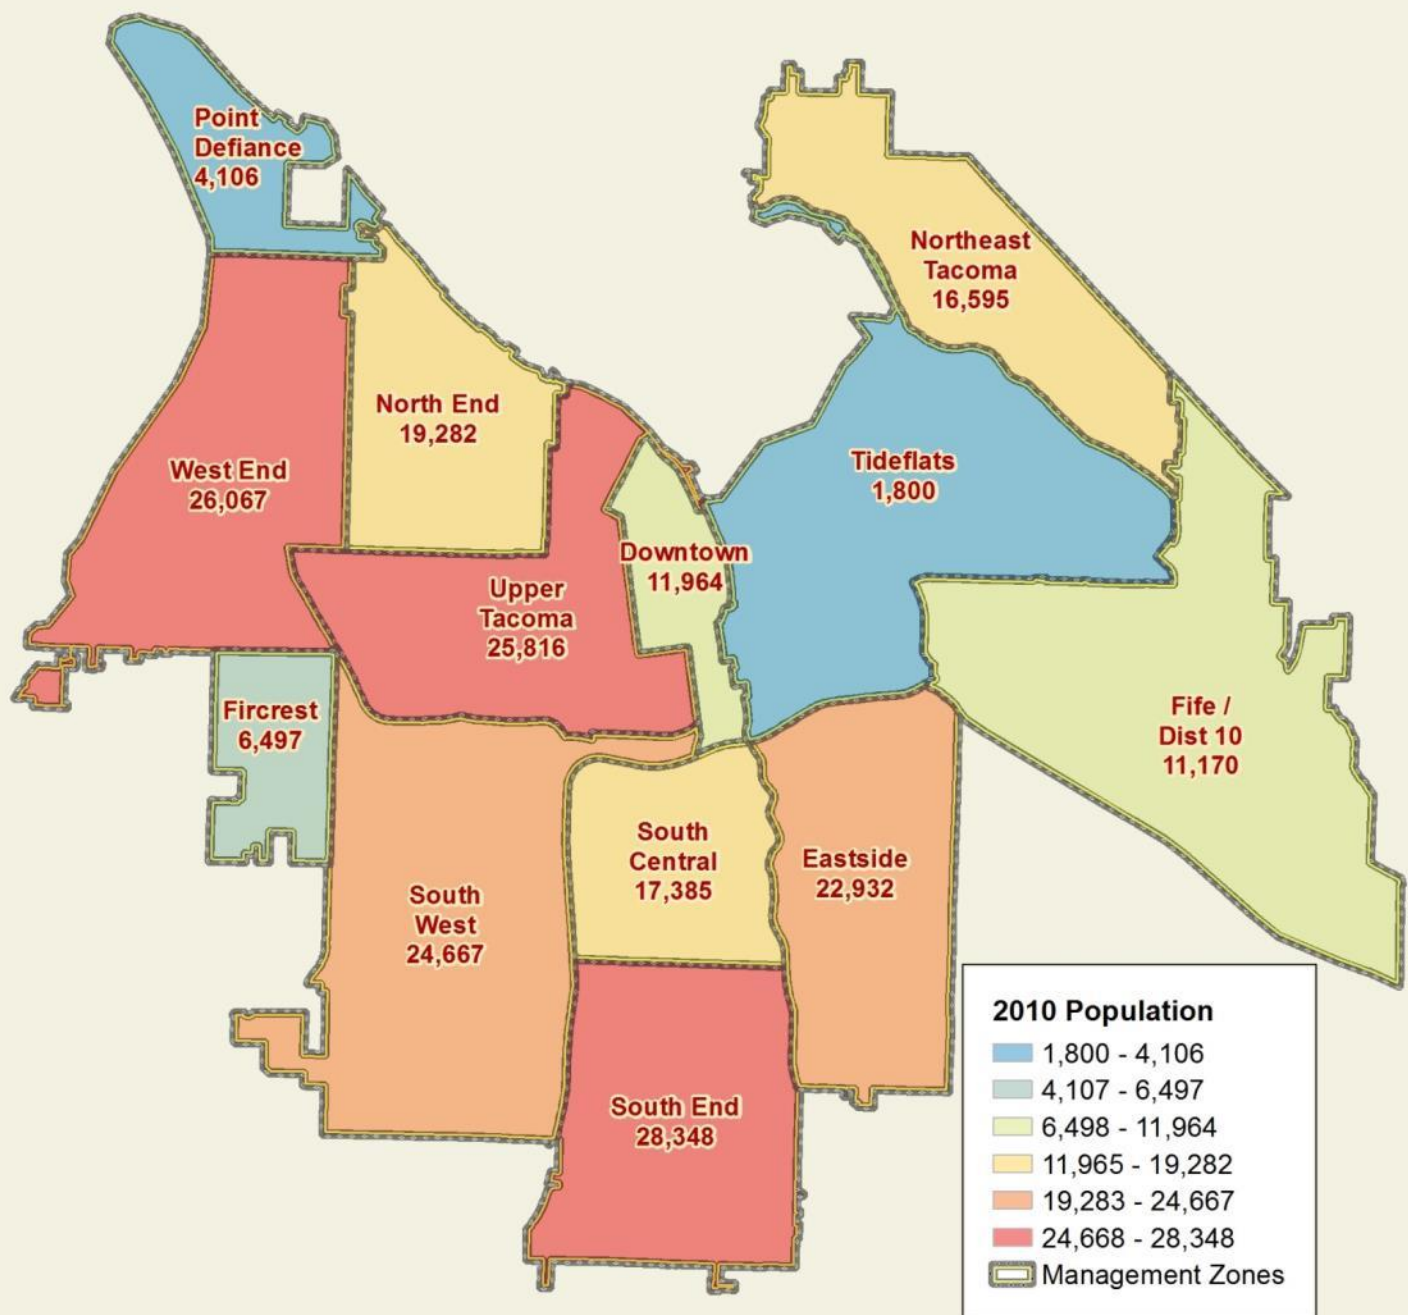 Point
Defiance
4,106
Northeast
Tacoma
16,595
North End
19,282
West End
26,067
Tideflats
1,800
Downtown
11,964
Upper
Tacoma
25,816
Fircrest
6,497
Fife /
Dist 10
11,170
South
Central
17,385
Eastside
22,932
South
West
24,667
South End
28,348
2010 Population
1,800 - 4,106
4,107 - 6,497
6,498 - 11,964
11,965 - 19,282
19,283 - 24,667
24,668 - 28,348
Management Zones